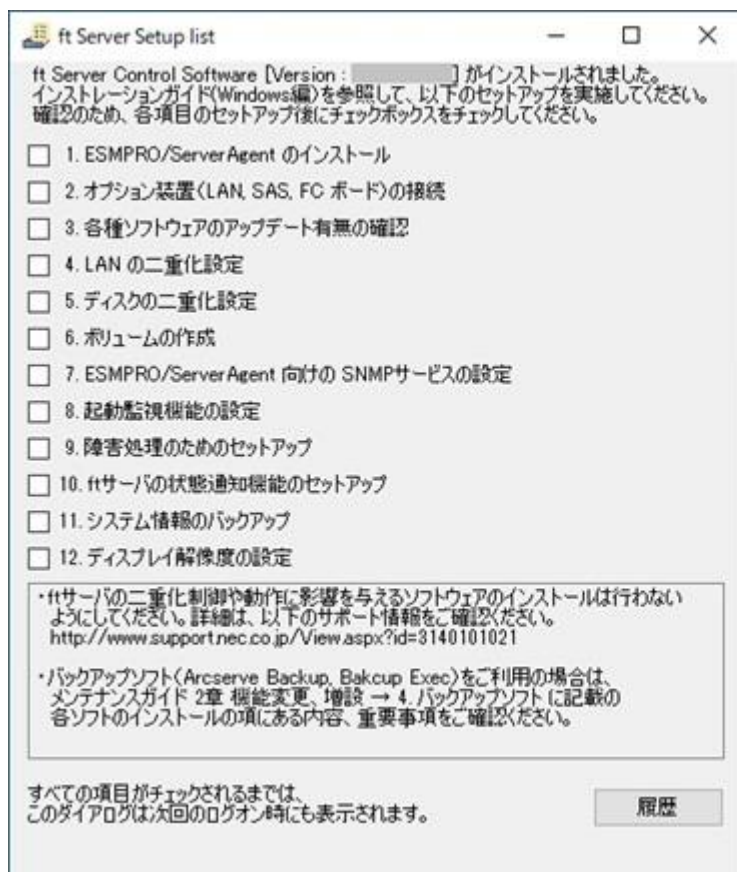 ft Server Setup list
ft Server Control Software [Version : ] がインストールされました。
インストレーションガイド(Windows編)を参照して、以下のセットアップを実施してください。
確認のため、各項目のセットアップ後にチェックボックスをチェックしてください。
1. ESMPRO/ServerAgent のインストール
2. オプション装置(LAN, SAS, FC ボード)の接続
3. 各種ソフトウェアのアップデート有無の確認
4. LAN の二重化設定
5. ディスクの二重化設定
6. ボリュームの作成
7. ESMPRO/ServerAgent 向けの SNMPサービスの設定
8. 起動監視機能の設定
9. 障害処理のためのセットアップ
10. ftサーバの状態通知機能のセットアップ
11. システム情報のバックアップ
12. ディスプレイ解像度の設定
・ftサーバの二重化制御や動作に影響を与えるソフトウェアのインストールは行わない
ようにしてください。詳細は、以下のサポート情報をご確認ください。
http://www.support.nec.co.jp/View.aspx?id=3140101021
・バックアップソフト(Arcserve Backup, Bakcup Exec)をご利用の場合は、
メンテナンスガイド 2章 機能変更、増設 → 4. バックアップソフト に記載の
各ソフトのインストールの項にある内容、重要事項をご確認ください。
すべての項目がチェックされるまでは、
このダイアログは次回のログオン時にも表示されます。
履歴